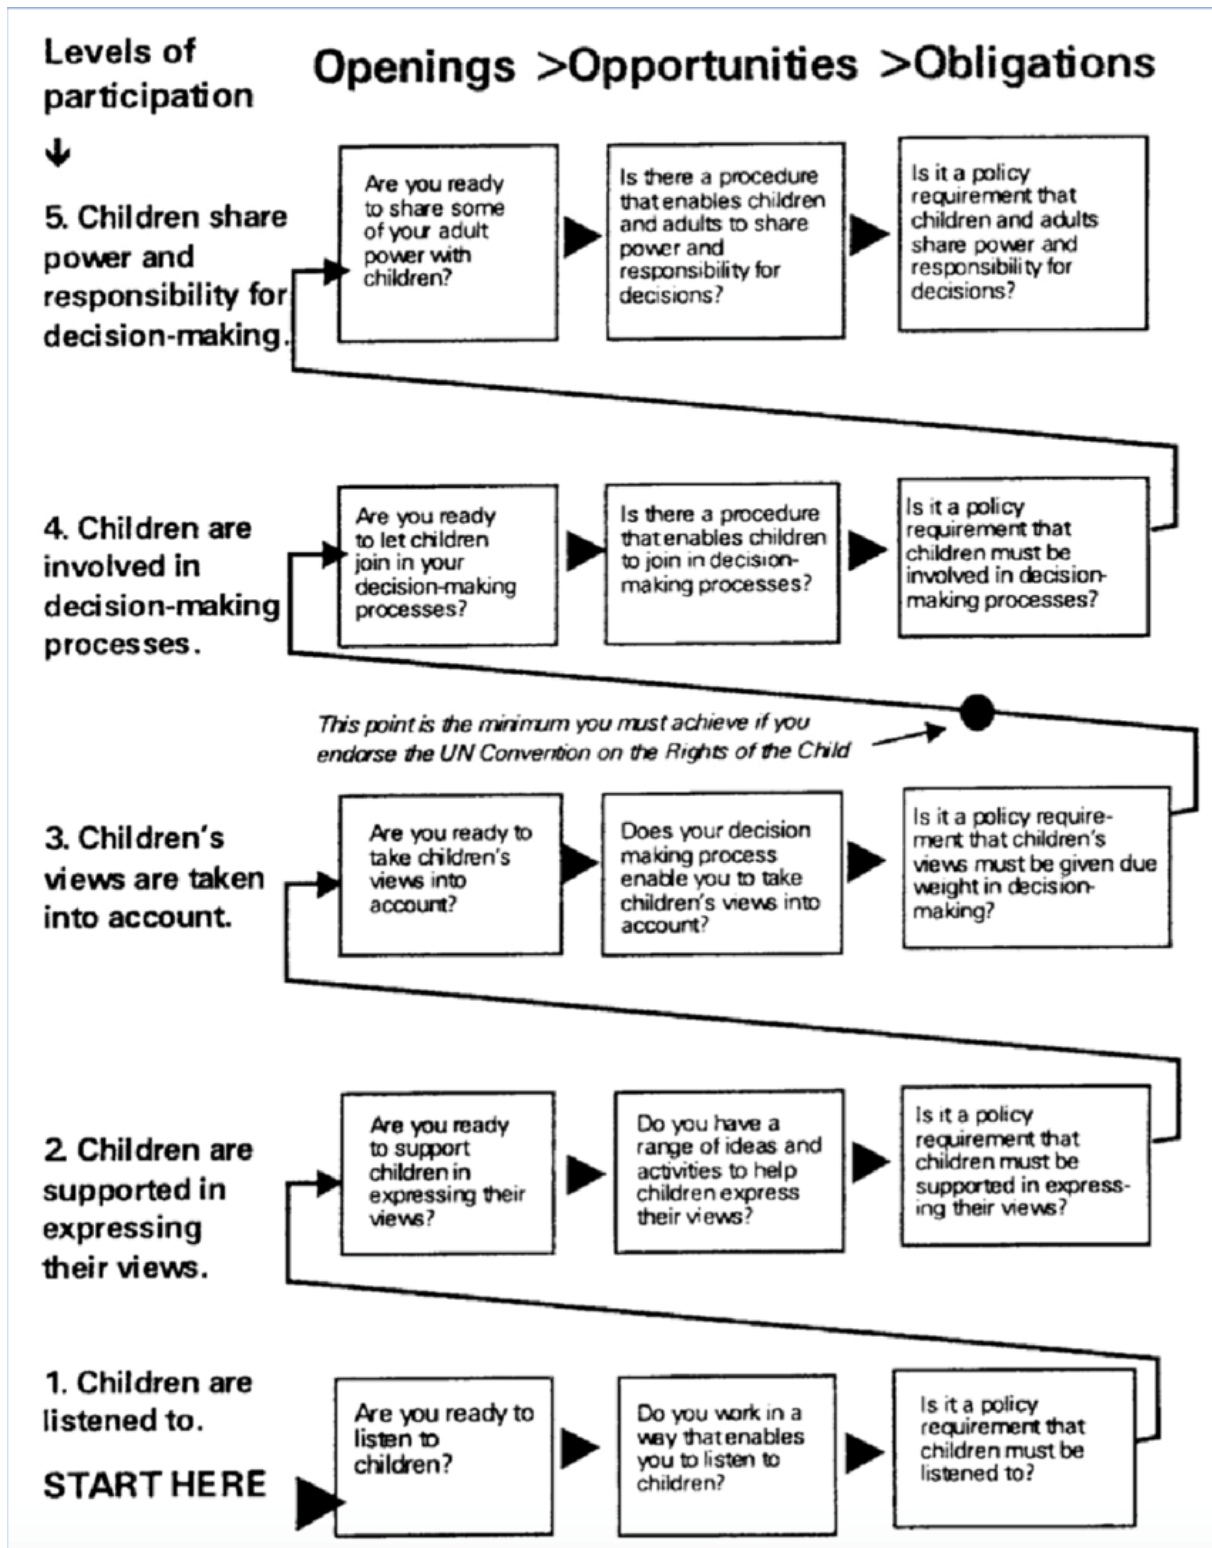 Levels of
participation
Openings >Opportunities >Obligations
5. Children share
power and
responsibility for
decision-making.
Are you ready
to share some
of your adult
power with
children?
Is there a procedure
that enables children
and adults to share
power and
responsibility for
decisions?
Is it a policy
requirement that
children and adults
share power and
responsibility for
decisions?
4. Children are
involved in
decision-making
processes.
Are you ready
to let children
join in your
decision-making
processes?
Is there a procedure
that enables children
to join in decision-
making processes?
Is it a policy
requirement that
children must be
involved in decision-
making processes?
This point is the minimum you must achieve if you
endorse the UN Convention on the Rights of the Child
3. Children's
views are taken
into account.
Are you ready to
take children's
views into
account?
Does your decision
making process
enable you to take
children's views into
account?
Is it a policy require-
ment that children's
views must be given due
weight in decision-
making?
2. Children are
supported in
expressing
their views.
Are you ready
to support
children in
expressing their
views?
Do you have a
range of ideas and
activities to help
children express
their views?
Is it a policy
requirement that
children must be
supported in express-
ing their views?
1. Children are
listened to.
START HERE
Are you ready to
listen to
children?
Do you work in a
way that enables
you to listen to
children?
Is it a policy
requirement that
children must be
listened to?